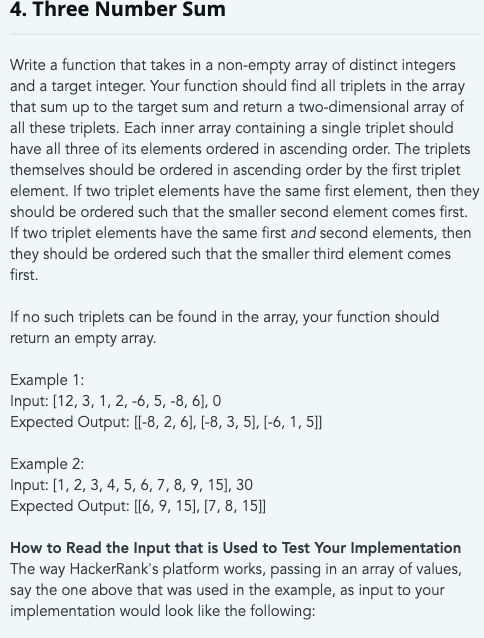 4. Three Number Sum
Write a function that takes in a non-empty array of distinct integers
and a target integer. Your function should find all triplets in the array
that sum up to the target sum and return a two-dimensional array of
all these triplets. Each inner array containing a single triplet should
have all three of its elements ordered in ascending order. The triplets
themselves should be ordered in ascending order by the first triplet
element. If two triplet elements have the same first element, then they
should be ordered such that the smaller second element comes first.
If two triplet elements have the same first and second elements, then
they should be ordered such that the smaller third element comes
first.
If no such triplets can be found in the array, your function should
return an empty array.
Example 1:
Input: [12, 3, 1, 2, -6, 5, -8, 6], 0
Expected Output: [[-8, 2, 6], [-8, 3, 5], [-6, 1, 5]]
Example 2:
Input: [1, 2, 3, 4, 5, 6, 7, 8, 9, 15], 30
Expected Output: [[6, 9, 15], [7, 8, 15]]
How to Read the Input that is Used to Test Your Implementation
The way HackerRank's platform works, passing in an array of values,
say the one above that was used in the example, as input to your
implementation would look like the following: